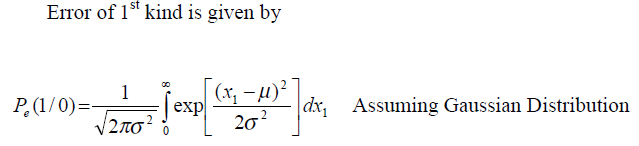 Error of 1st kind is given by
Pe(1/0)= 1/√2πσ² ∫0∞ exp[(x1 − μ)²/2σ²] dx1 Assuming Gaussian Distribution